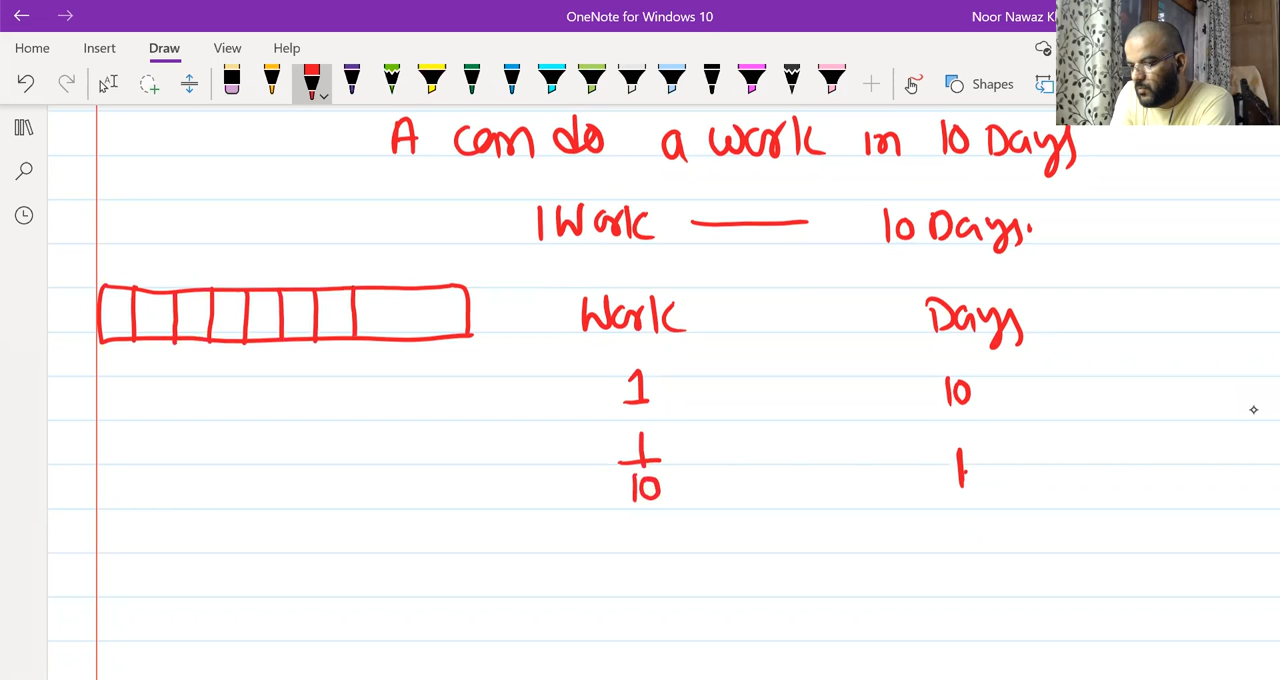 OneNote for Windows 10
Noor Nawaz Kh
Home Insert Draw View Help
Shapes
A can do a work in 10 Days
1 Work — 10 Days.
Work Days
1 10
1/10 1